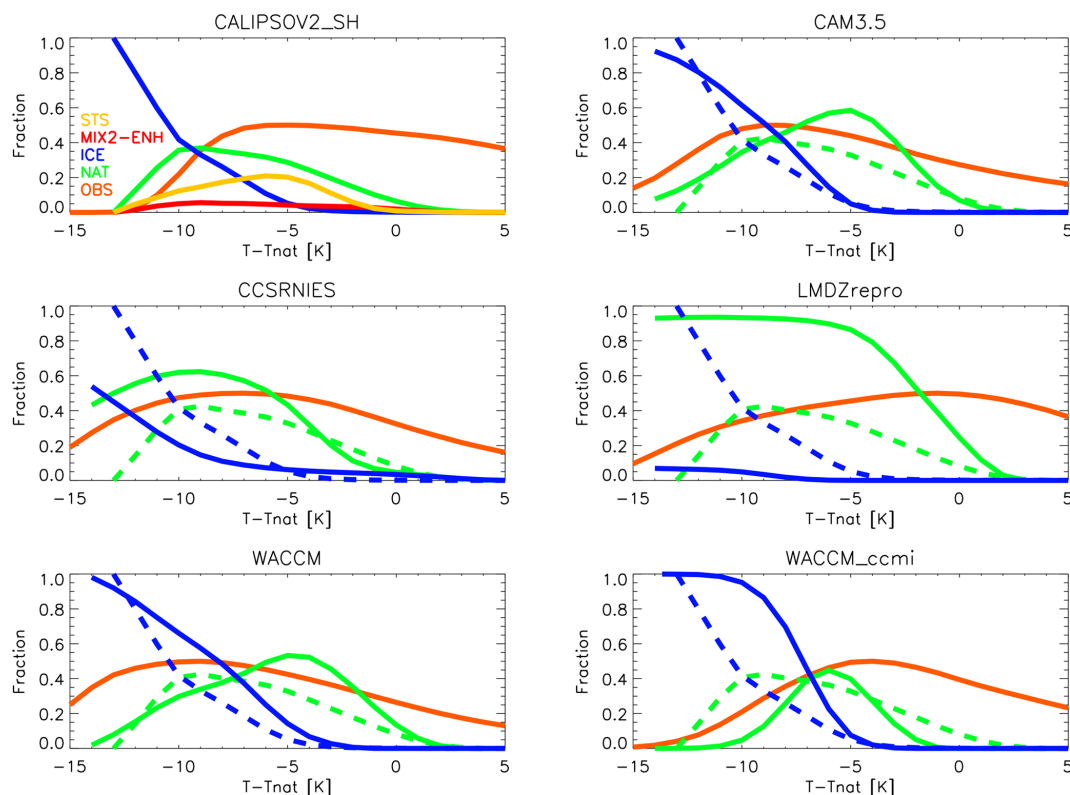 CALIPSOV2_SH
1.0
0.8
0.6
0.4
0.2
0.0
Fraction
STS
MIX2-ENH
ICE
NAT
OBS
-15 -10 -5 0 5
T-Tnat [K]
CAM3.5
1.0
0.8
0.6
0.4
0.2
0.0
Fraction
-15 -10 -5 0 5
T-Tnat [K]
CCSRNIES
1.0
0.8
0.6
0.4
0.2
0.0
Fraction
-15 -10 -5 0 5
T-Tnat [K]
LMDZrepro
1.0
0.8
0.6
0.4
0.2
0.0
Fraction
-15 -10 -5 0 5
T-Tnat [K]
WACCM
1.0
0.8
0.6
0.4
0.2
0.0
Fraction
-15 -10 -5 0 5
T-Tnat [K]
WACCM_ccmi
1.0
0.8
0.6
0.4
0.2
0.0
Fraction
-15 -10 -5 0 5
T-Tnat [K]